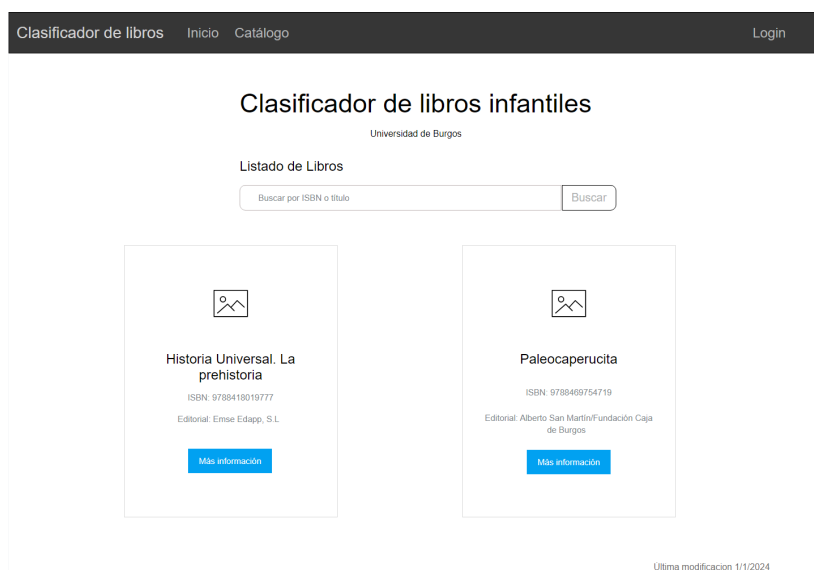 Clasificador de libros Inicio Catálogo Login
Clasificador de libros infantiles
Universidad de Burgos
Listado de Libros
Buscar por ISBN o título Buscar
Historia Universal. La
prehistoria
ISBN: 9788418019777
Editorial: Emse Edapp, S.L
Más información
Paleocaperucita
ISBN: 9788469754719
Editorial: Alberto San Martín/Fundación Caja
de Burgos
Más información
Última modificacion 1/1/2024